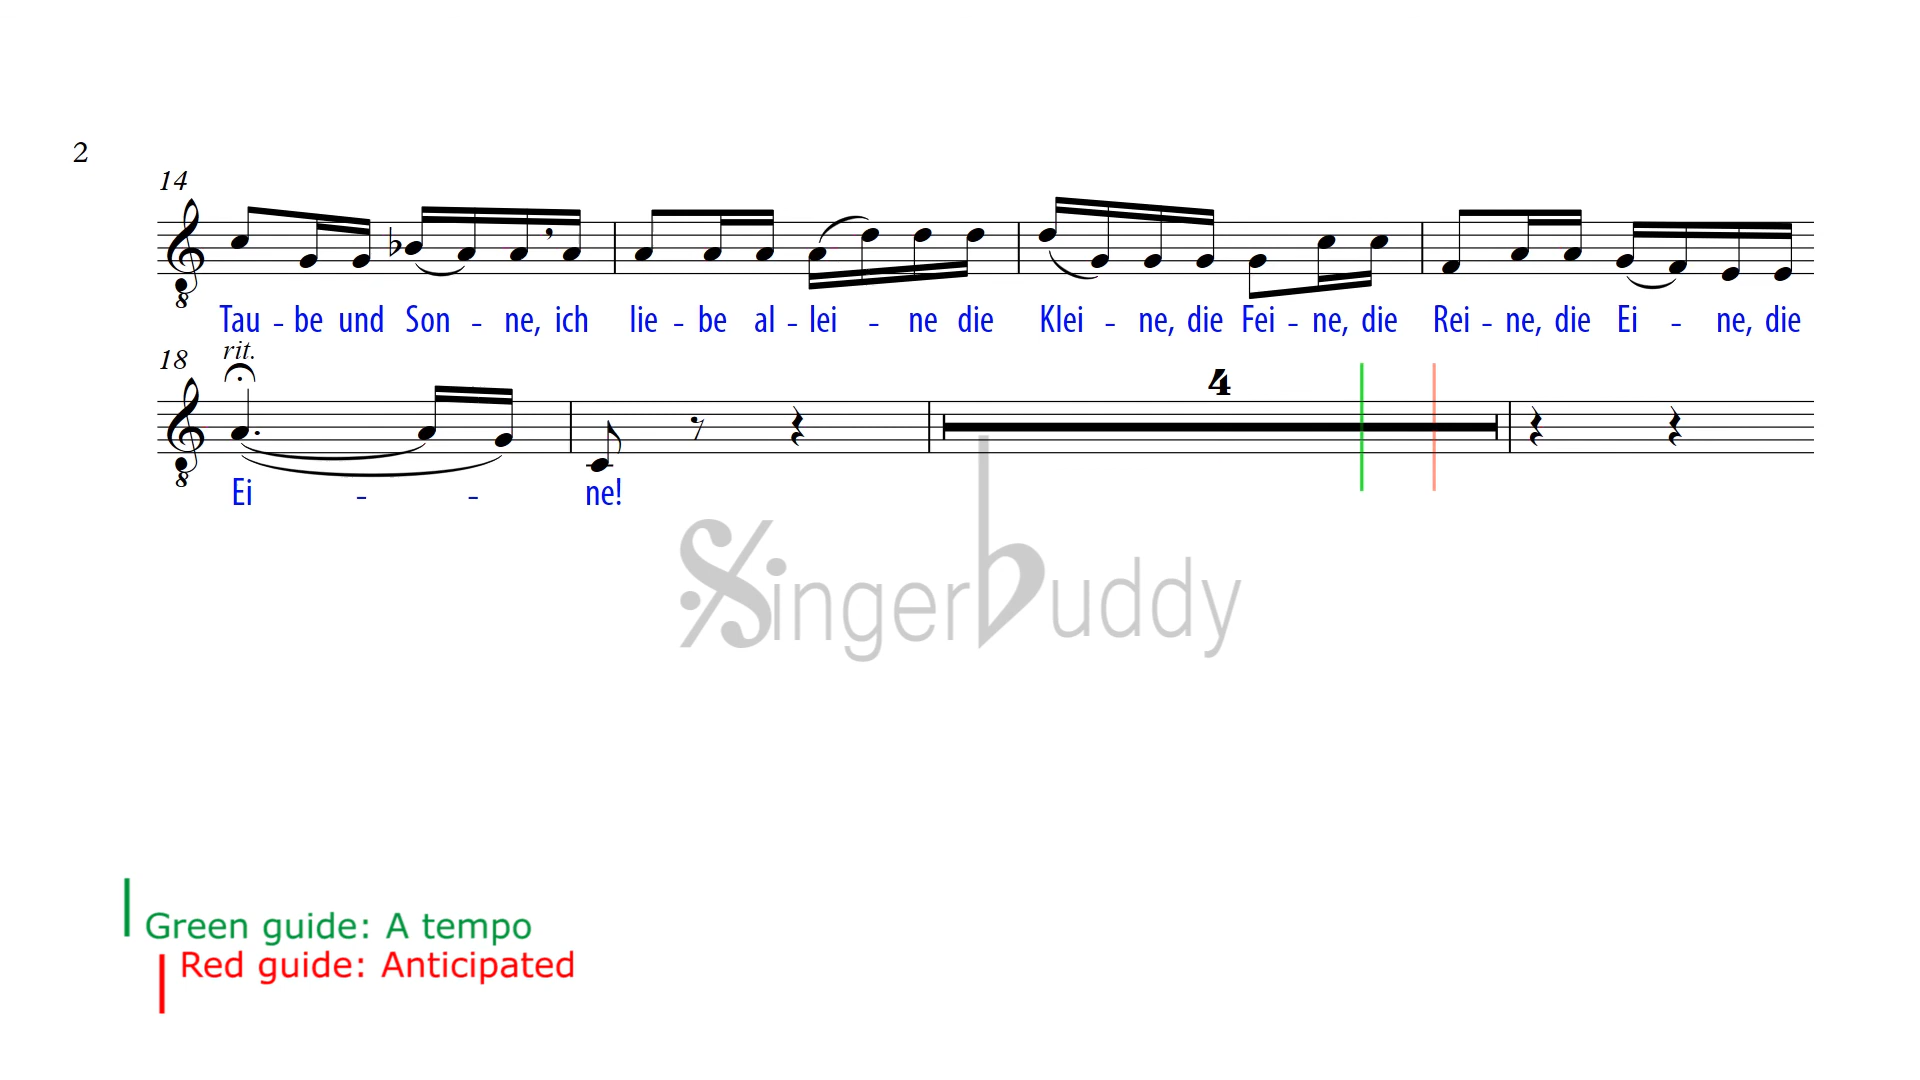 2
14
Tau - be und Son - ne, ich lie - be al - lei - ne die Klei - ne, die Fei - ne, die Rei - ne, die Ei - ne, die
18 rit.
4
Ei - - ne!
Singerbuddy
Green guide: A tempo
Red guide: Anticipated